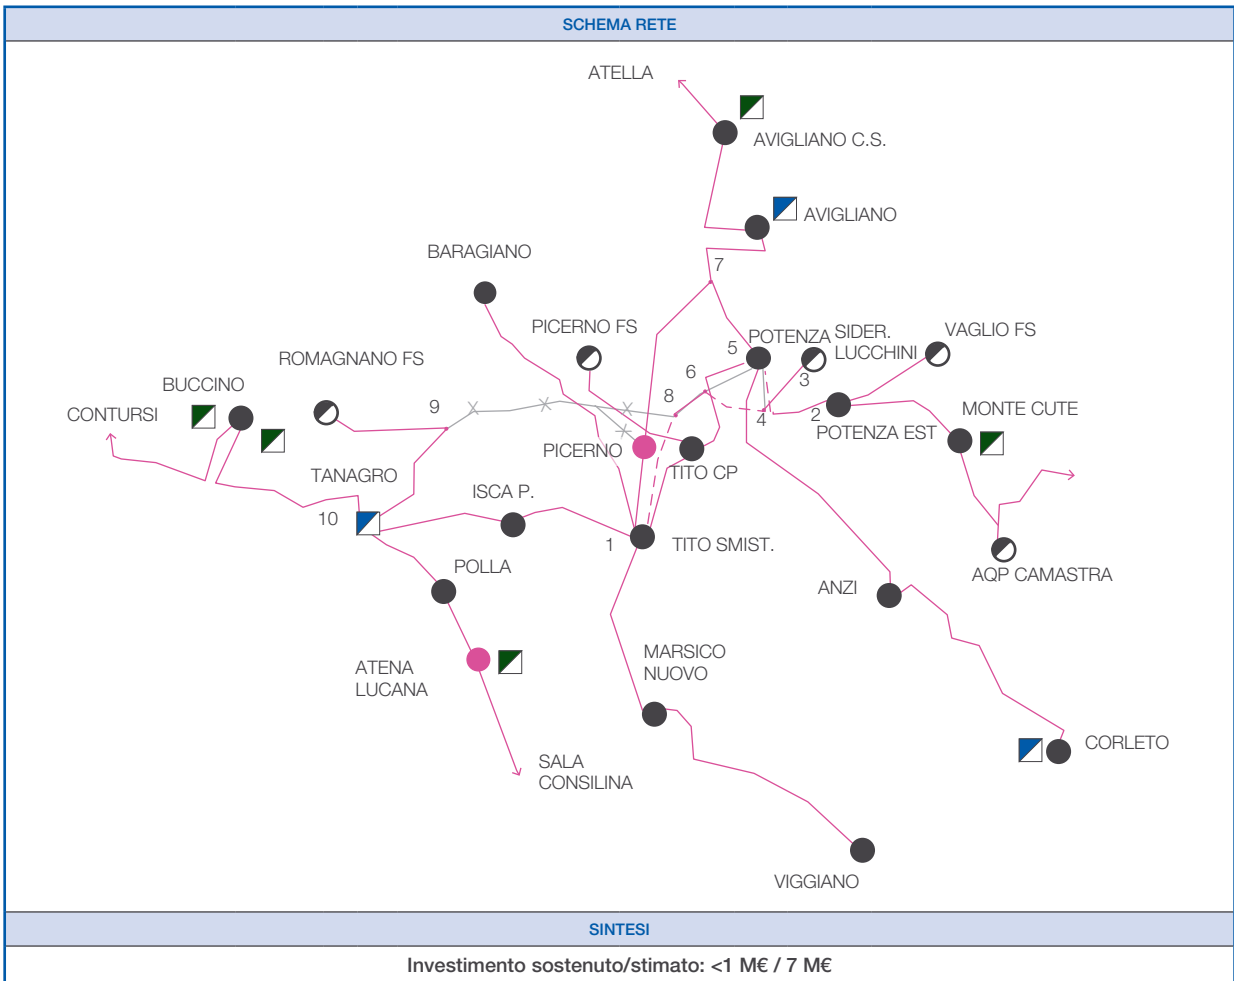 SCHEMA RETE
ATELLA
AVIGLIANO C.S.
AVIGLIANO
BARAGIANO
7
PICERNO FS
POTENZA
SIDER.
LUCCHINI
VAGLIO FS
5
ROMAGNANO FS
6
3
BUCCINO
CONTURSI
9
8
4
2
POTENZA EST
MONTE CUTE
PICERNO
TITO CP
TANAGRO
ISCA P.
10
1
TITO SMIST.
POLLA
ANZI
AQP CAMASTRA
ATENA
LUCANA
MARSICO
NUOVO
SALA
CONSILINA
CORLETO
VIGGIANO
SINTESI
Investimento sostenuto/stimato: <1 M€ / 7 M€